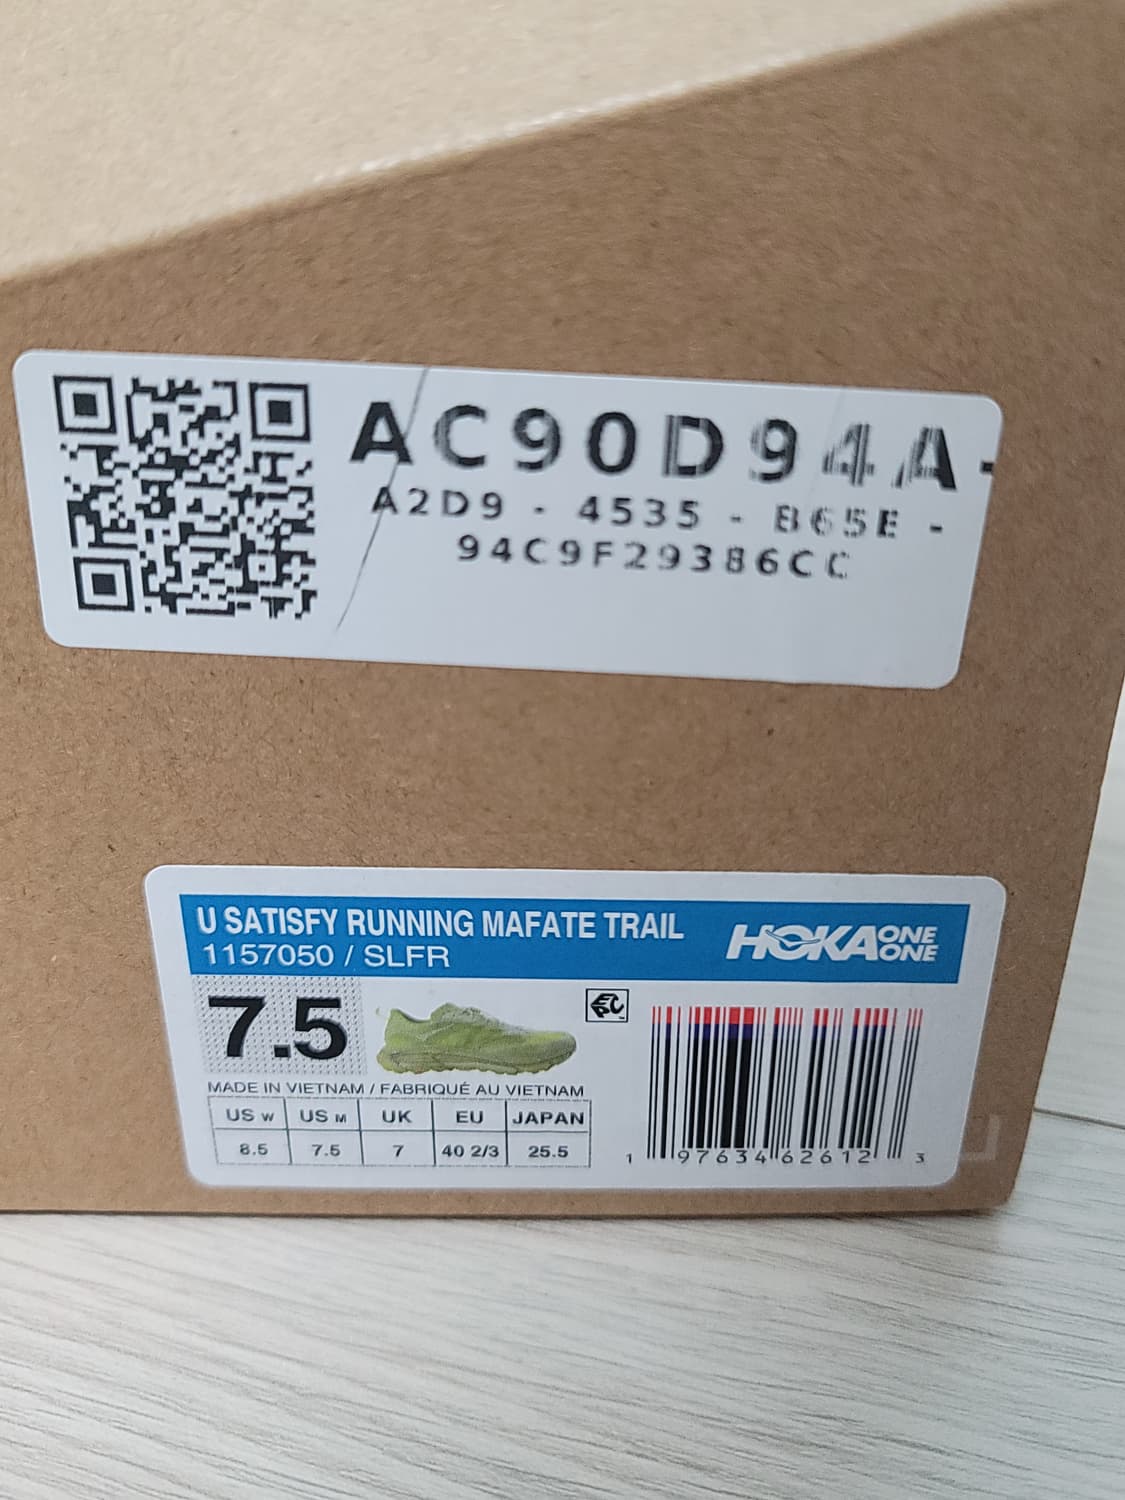 AC90D94A-
A2D9 - 4535 - B65E -
94C9F29386CC
U SATISFY RUNNING MAFATE TRAIL
1157050 / SLFR
HOKA ONE ONE
7.5
EPC
MADE IN VIETNAM / FABRIQUÉ AU VIETNAM
US W US M UK EU JAPAN
8.5 7.5 7 40 2/3 25.5
1 97634 62612 3